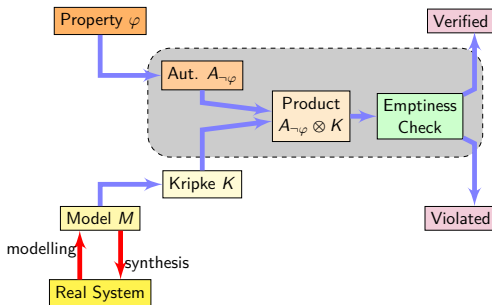 Property φ
Verified
Aut. A¬φ
Product
A¬φ ⊗ K
Emptiness
Check
Kripke K
Model M
Violated
modelling
synthesis
Real System